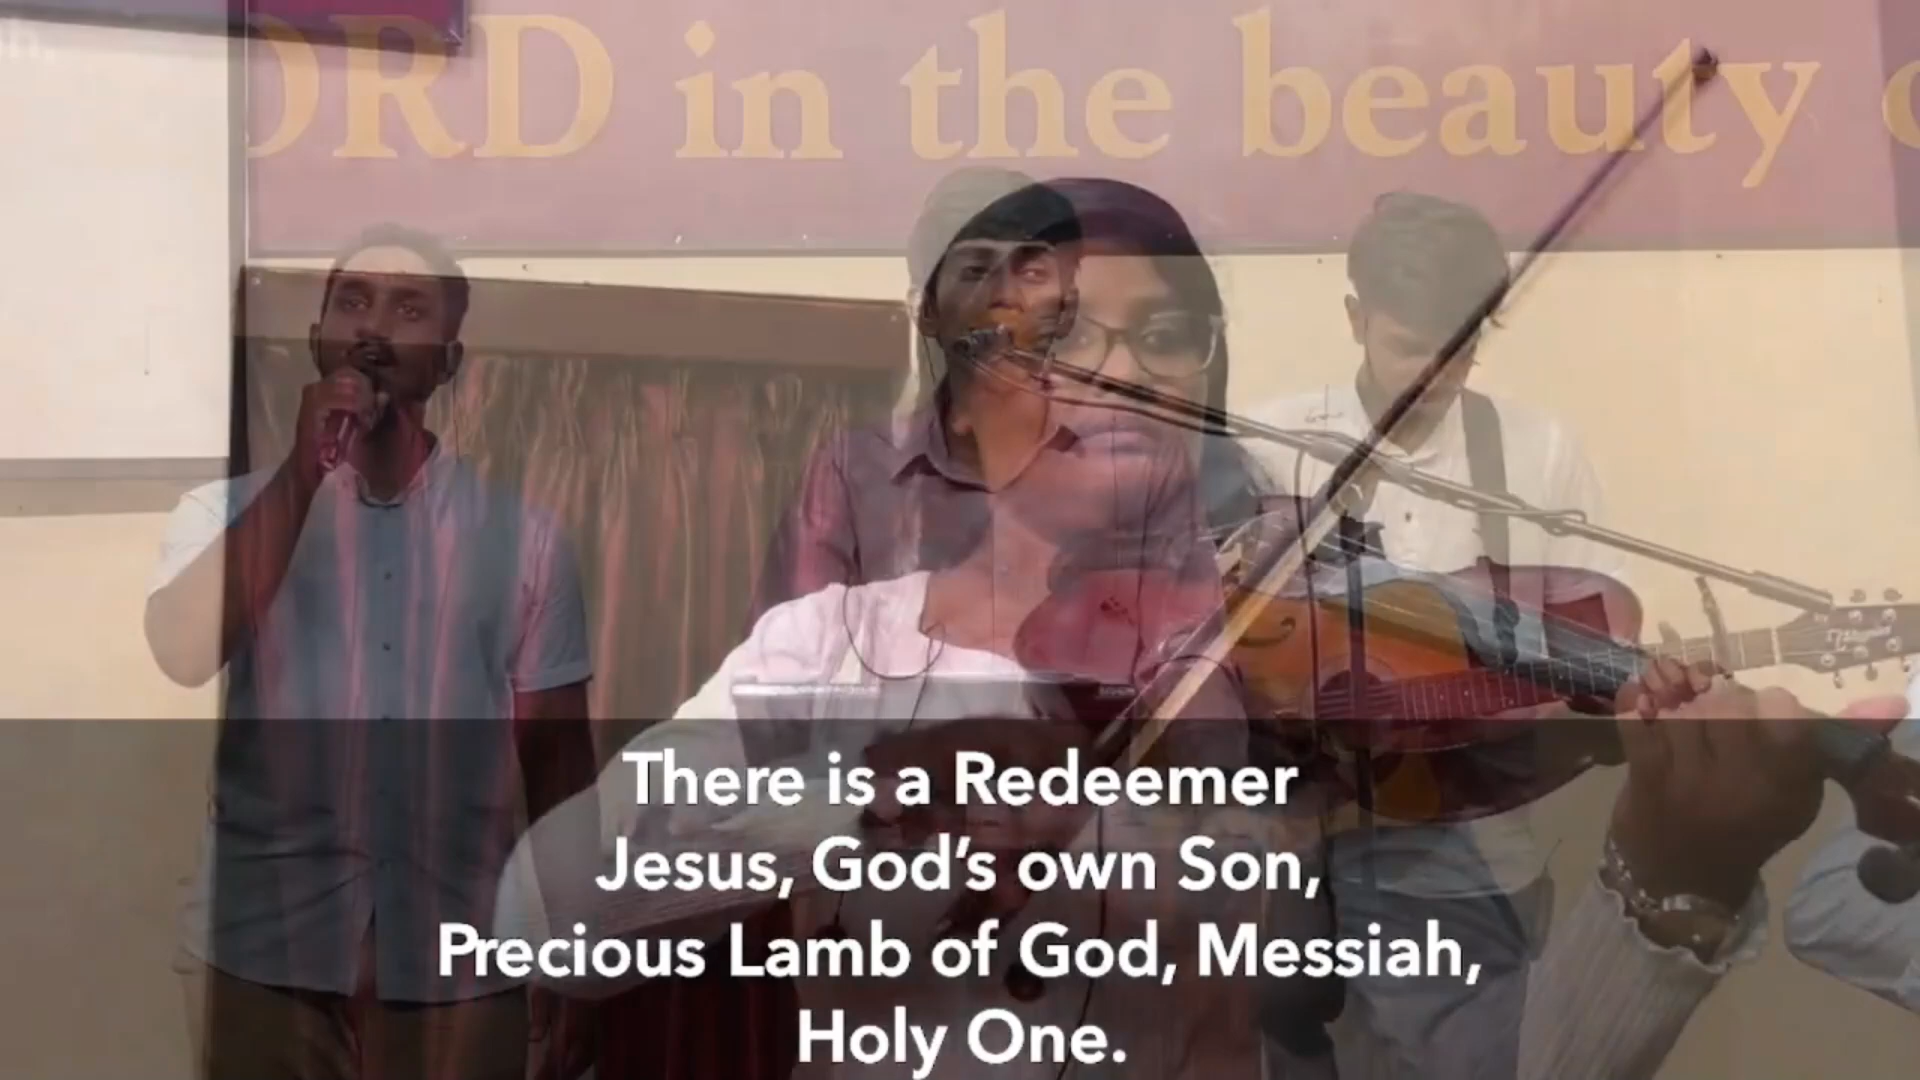 ORD in the beauty
There is a Redeemer
Jesus, God’s own Son,
Precious Lamb of God, Messiah,
Holy One.